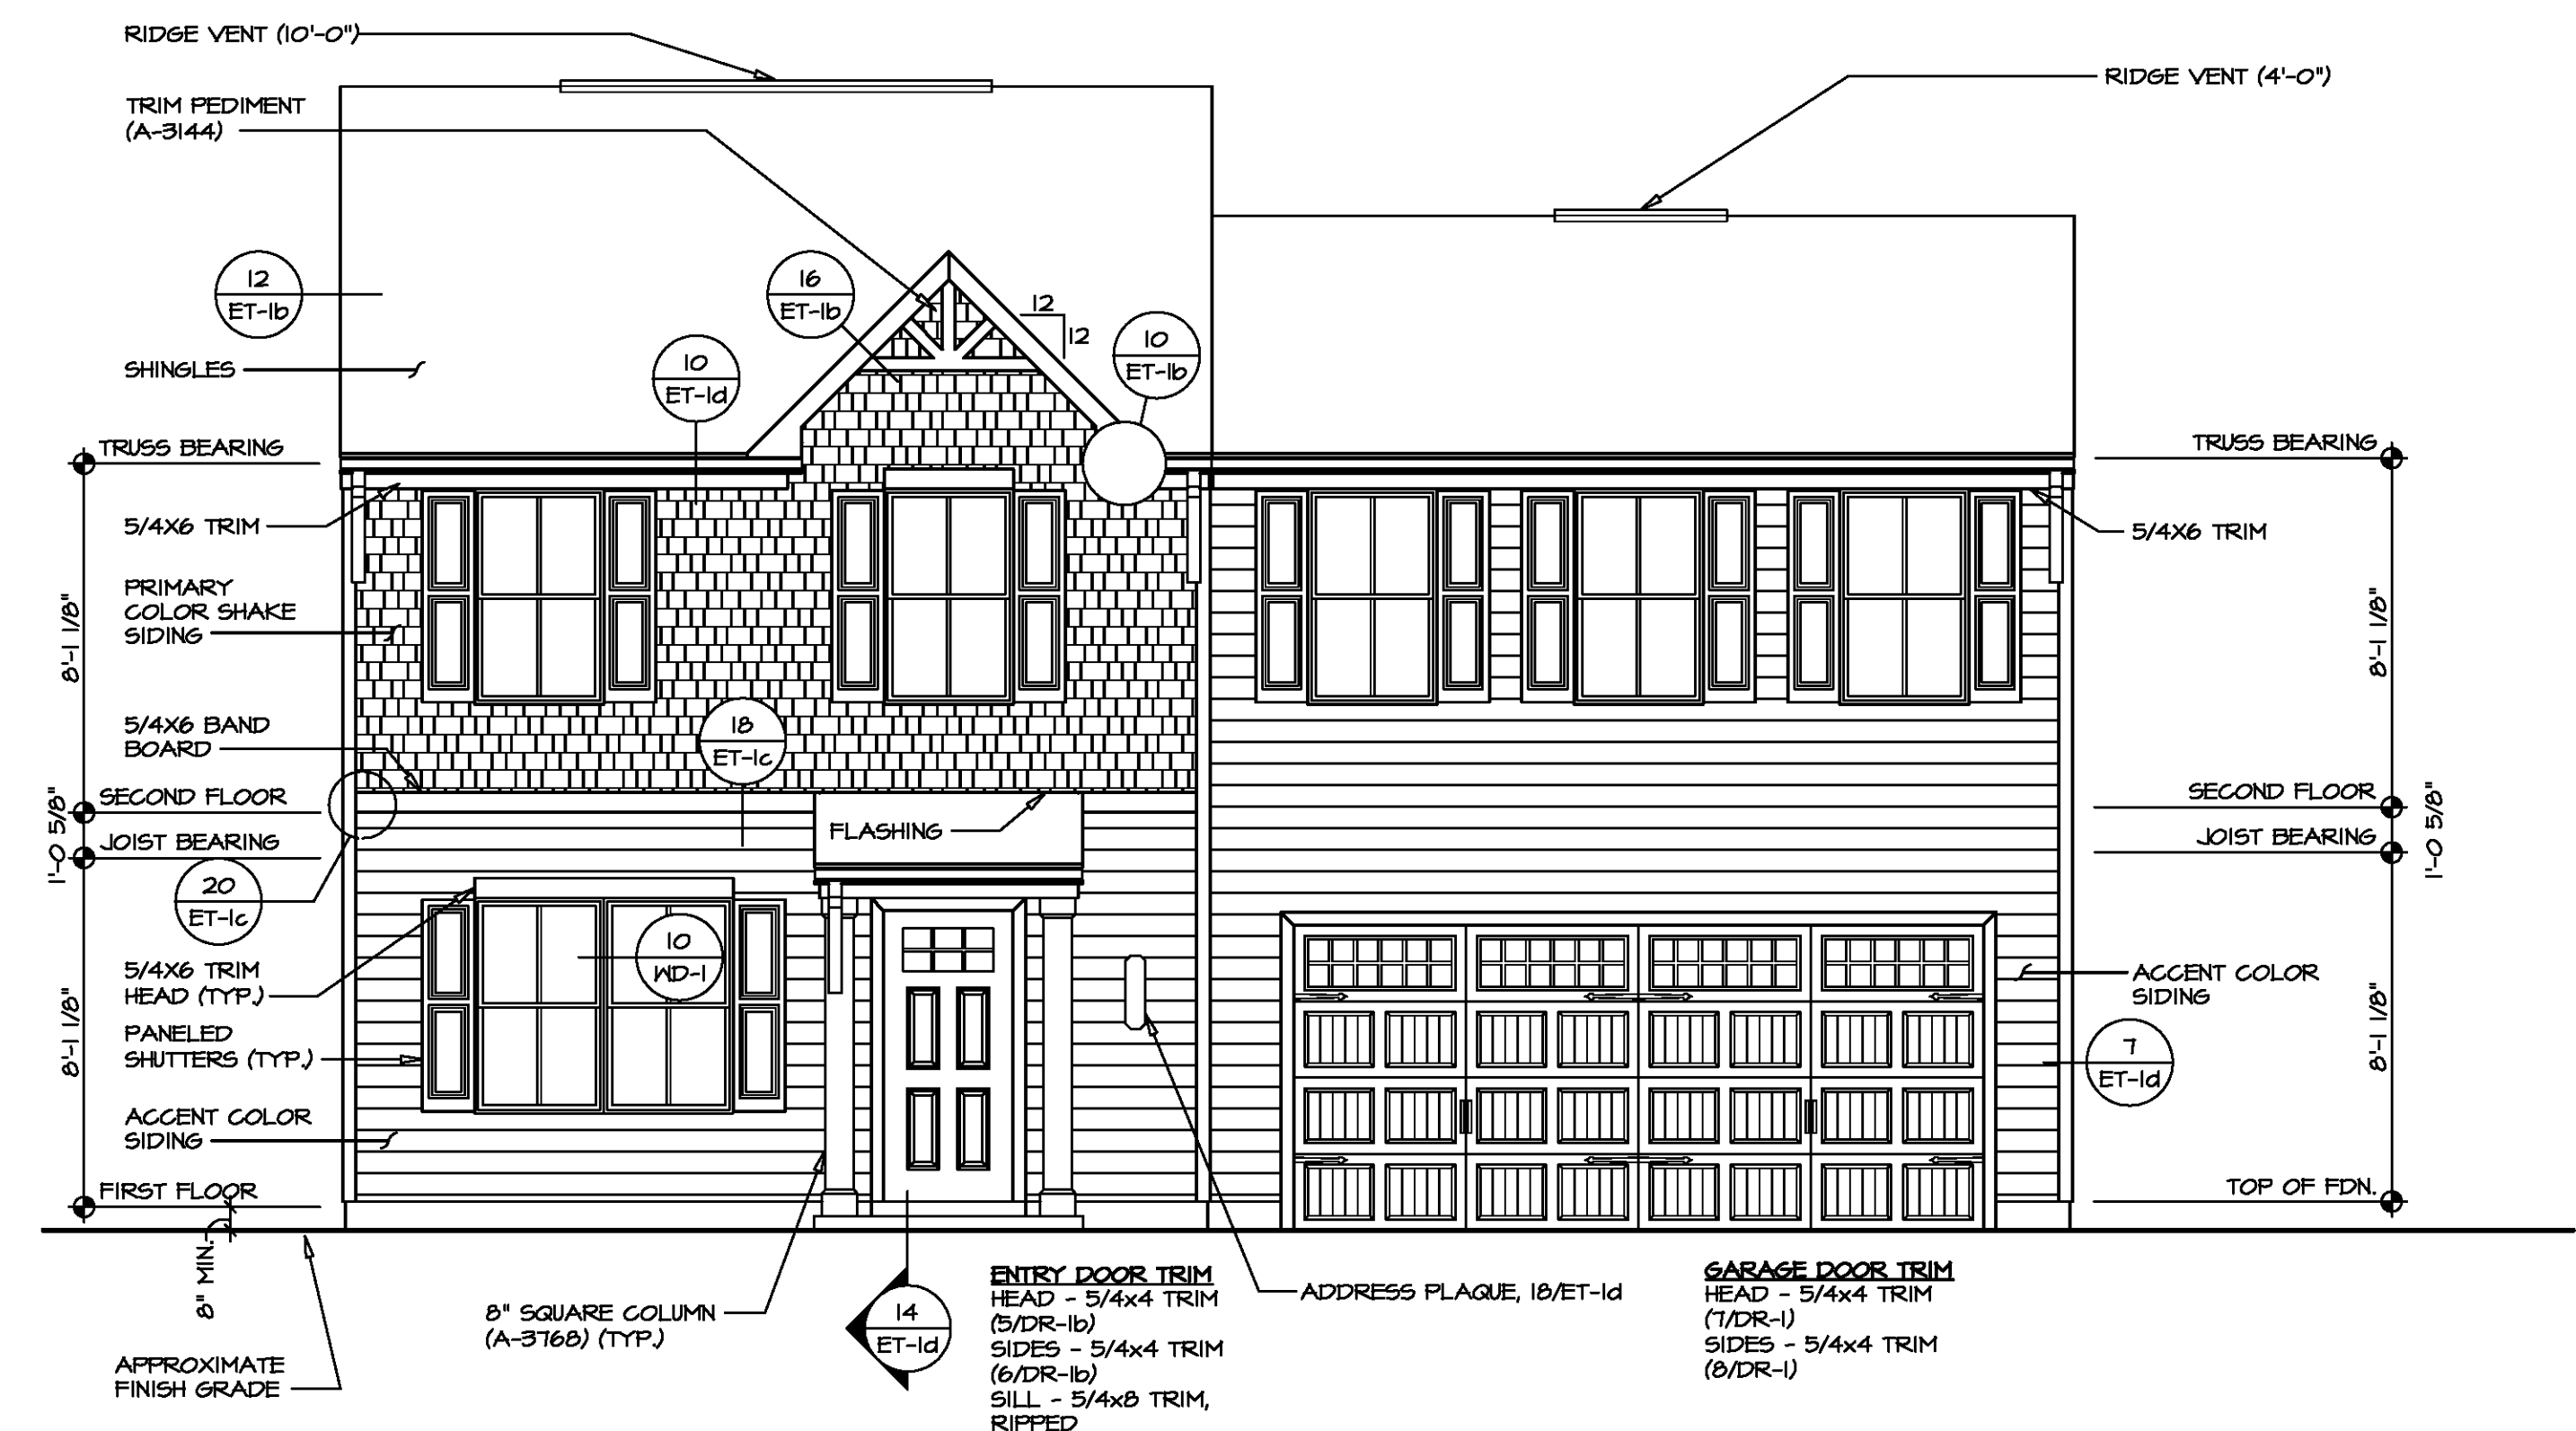 RIDGE VENT (10'-0")
RIDGE VENT (4'-0")
TRIM PEDIMENT
(A-3144)
12
ET-1b
16
ET-1b
12
12
10
ET-1b
10
ET-1d
SHINGLES
TRUSS BEARING
TRUSS BEARING
5/4X6 TRIM
5/4X6 TRIM
PRIMARY
COLOR SHAKE
SIDING
8'-1 1/8"
8'-1 1/8"
5/4X6 BAND
BOARD
18
ET-1c
SECOND FLOOR
SECOND FLOOR
1'-0 5/8"
1'-0 5/8"
FLASHING
JOIST BEARING
JOIST BEARING
20
ET-1c
10
WD-1
5/4X6 TRIM
HEAD (TYP.)
ACCENT COLOR
SIDING
8'-1 1/8"
8'-1 1/8"
PANELED
SHUTTERS (TYP.)
7
ET-1d
ACCENT COLOR
SIDING
FIRST FLOOR
TOP OF FDN.
8" MIN.
8" SQUARE COLUMN
(A-3768) (TYP.)
14
ET-1d
ENTRY DOOR TRIM
HEAD - 5/4x4 TRIM
(5/DR-1b)
SIDES - 5/4x4 TRIM
(6/DR-1b)
SILL - 5/4x8 TRIM,
RIPPED
ADDRESS PLAQUE, 18/ET-1d
GARAGE DOOR TRIM
HEAD - 5/4x4 TRIM
(7/DR-1)
SIDES - 5/4x4 TRIM
(8/DR-1)
APPROXIMATE
FINISH GRADE